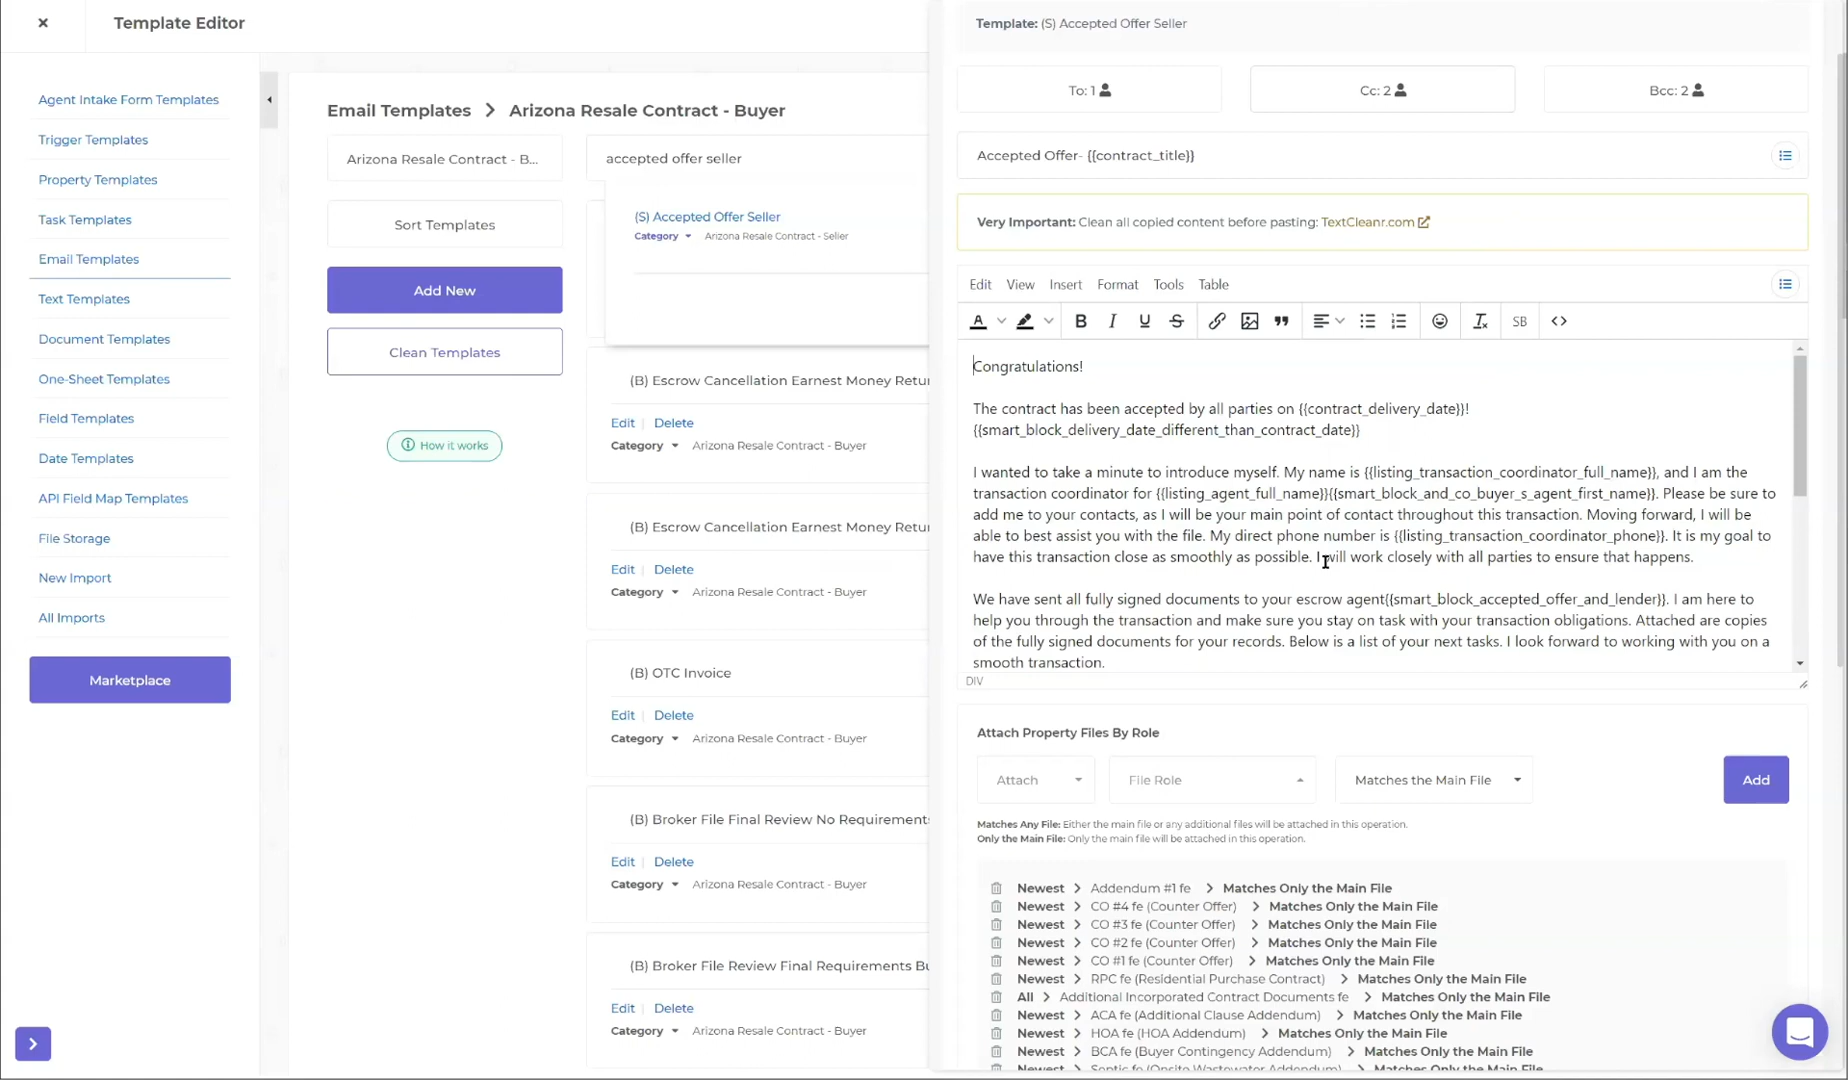 Template Editor
Agent Intake Form Templates
Trigger Templates
Property Templates
Task Templates
Email Templates
Text Templates
Document Templates
One-Sheet Templates
Field Templates
Date Templates
API Field Map Templates
File Storage
New Import
All Imports
Marketplace
Email Templates > Arizona Resale Contract - Buyer
Arizona Resale Contract - B...
Sort Templates
Add New
Clean Templates
How it works
accepted offer seller
(S) Accepted Offer Seller
Category Arizona Resale Contract - Seller
(B) Escrow Cancellation Earnest Money Retu
Edit | Delete
Category Arizona Resale Contract - Buyer
(B) Escrow Cancellation Earnest Money Retu
Edit | Delete
Category Arizona Resale Contract - Buyer
(B) OTC Invoice
Edit | Delete
Category Arizona Resale Contract - Buyer
(B) Broker File Final Review No Requirements
Edit | Delete
Category Arizona Resale Contract - Buyer
(B) Broker File Review Final Requirements Bu
Edit | Delete
Category Arizona Resale Contract - Buyer
Template: (S) Accepted Offer Seller
To: 1
Cc: 2
Bcc: 2
Accepted Offer- {{contract_title}}
Very Important: Clean all copied content before pasting: TextCleanr.com
Edit View Insert Format Tools Table
A B I U S SB <>
Congratulations!
The contract has been accepted by all parties on {{contract_delivery_date}}!
{{smart_block_delivery_date_different_than_contract_date}}
I wanted to take a minute to introduce myself. My name is {{listing_transaction_coordinator_full_name}}, and I am the
transaction coordinator for {{listing_agent_full_name}}{{smart_block_and_co_buyer_s_agent_first_name}}. Please be sure to
add me to your contacts, as I will be your main point of contact throughout this transaction. Moving forward, I will be
able to best assist you with the file. My direct phone number is {{listing_transaction_coordinator_phone}}. It is my goal to
have this transaction close as smoothly as possible. I will work closely with all parties to ensure that happens.
We have sent all fully signed documents to your escrow agent{{smart_block_accepted_offer_and_lender}}. I am here to
help you through the transaction and make sure you stay on task with your transaction obligations. Attached are copies
of the fully signed documents for your records. Below is a list of your next tasks. I look forward to working with you on a
smooth transaction.
DIV
Attach Property Files By Role
Attach
File Role
Matches the Main File
Add
Matches Any File: Either the main file or any additional files will be attached in this operation.
Only the Main File: Only the main file will be attached in this operation.
Newest > Addendum #1 fe > Matches Only the Main File
Newest > CO #4 fe (Counter Offer) > Matches Only the Main File
Newest > CO #3 fe (Counter Offer) > Matches Only the Main File
Newest > CO #2 fe (Counter Offer) > Matches Only the Main File
Newest > CO #1 fe (Counter Offer) > Matches Only the Main File
Newest > RPC fe (Residential Purchase Contract) > Matches Only the Main File
All > Additional Incorporated Contract Documents fe > Matches Only the Main File
Newest > ACA fe (Additional Clause Addendum) > Matches Only the Main File
Newest > HOA fe (HOA Addendum) > Matches Only the Main File
Newest > BCA fe (Buyer Contingency Addendum) > Matches Only the Main File
Newest > Septic fe (Onsite Wastewater Addendum) > Matches Only the Main File